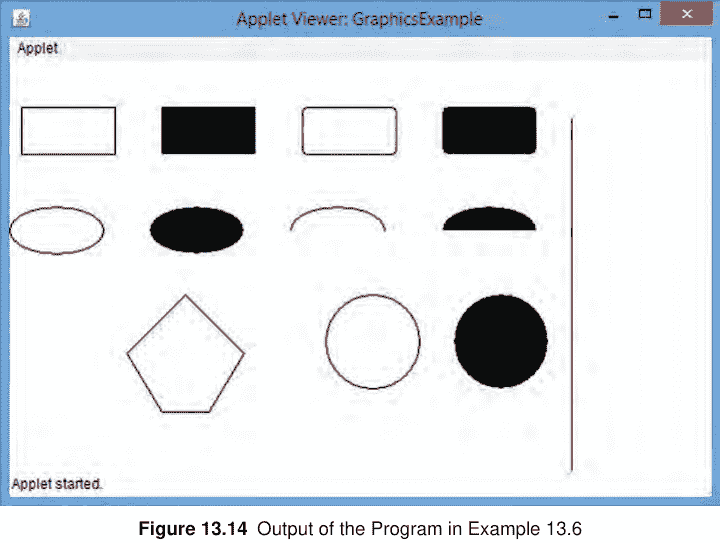 Applet Viewer: GraphicsExample
Applet
Applet started.
Figure 13.14 Output of the Program in Example 13.6